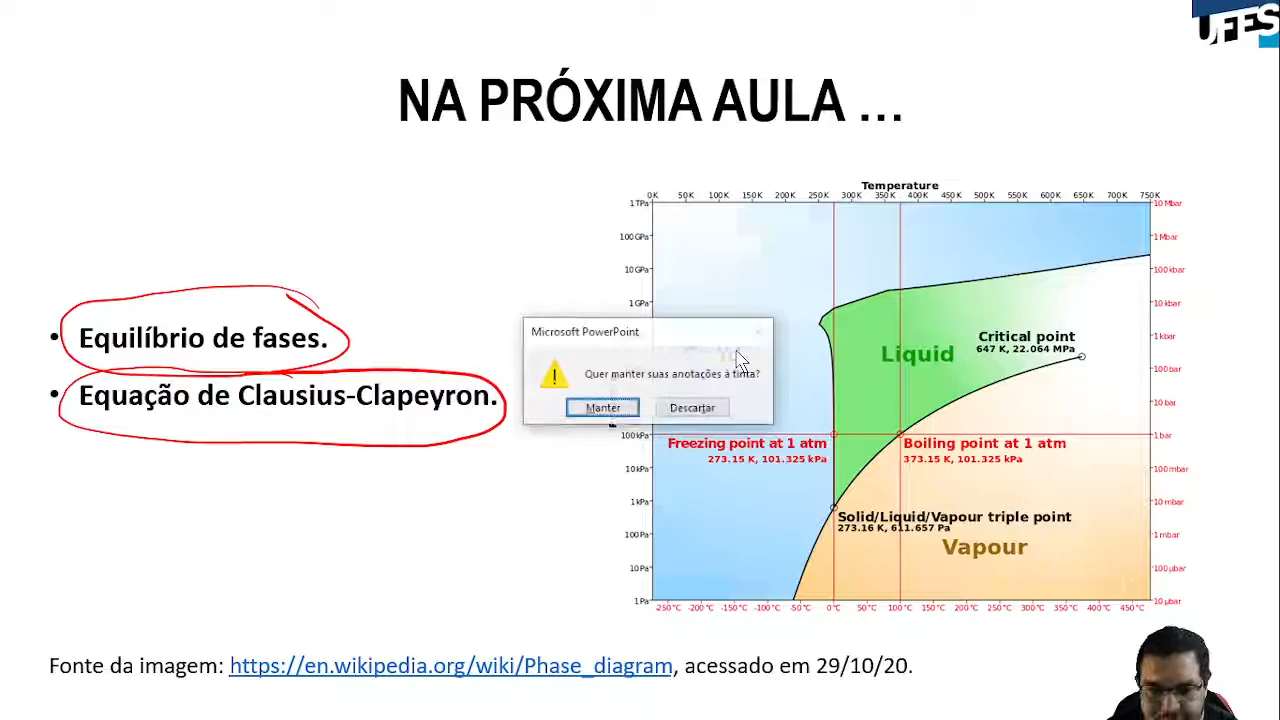 UFES
NA PRÓXIMA AULA ...
• Equilíbrio de fases.
• Equação de Clausius-Clapeyron.
Temperature
0K 50K 100K 150K 200K 250K 300K 350K 400K 450K 500K 550K 600K 650K 700K 750K
1 TPa 10 Mbar
100 GPa 1 Mbar
10 GPa 100 kbar
1 GPa 10 kbar
1 kbar
100 bar
10 bar
100 kPa 1 bar
10 kPa 100 mbar
1 kPa 10 mbar
100 Pa 1 mbar
10 Pa 100 µbar
1 Pa 10 µbar
Critical point
647 K, 22.064 MPa
Liquid
Microsoft PowerPoint
Quer manter suas anotações à tinta?
Manter Descartar
Freezing point at 1 atm
273.15 K, 101.325 kPa
Boiling point at 1 atm
373.15 K, 101.325 kPa
Solid/Liquid/Vapour triple point
273.16 K, 611.657 Pa
Vapour
-250°C -200°C -150°C -100°C -50°C 0°C 50°C 100°C 150°C 200°C 250°C 300°C 350°C 400°C 450°C
Fonte da imagem: https://en.wikipedia.org/wiki/Phase_diagram, acessado em 29/10/20.